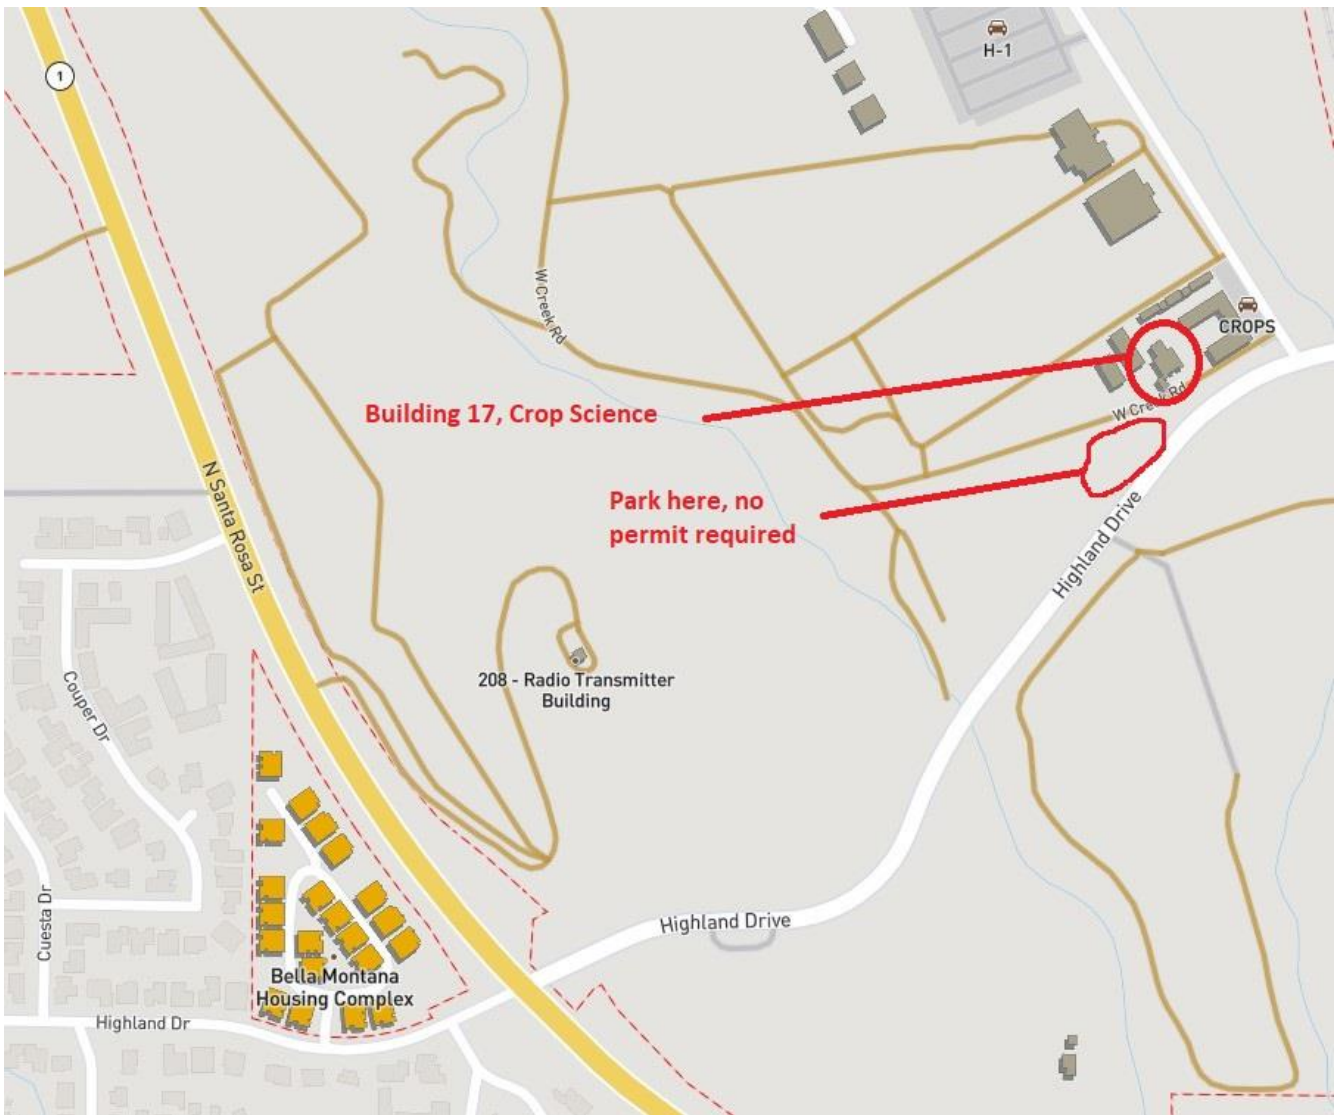 1
H-1
W Creek Rd
CROPS
Building 17, Crop Science
W Creek Rd
Park here, no
permit required
N Santa Rosa St
Highland Drive
208 - Radio Transmitter
Building
Couper Dr
Cuesta Dr
Highland Drive
Bella Montana
Housing Complex
Highland Dr